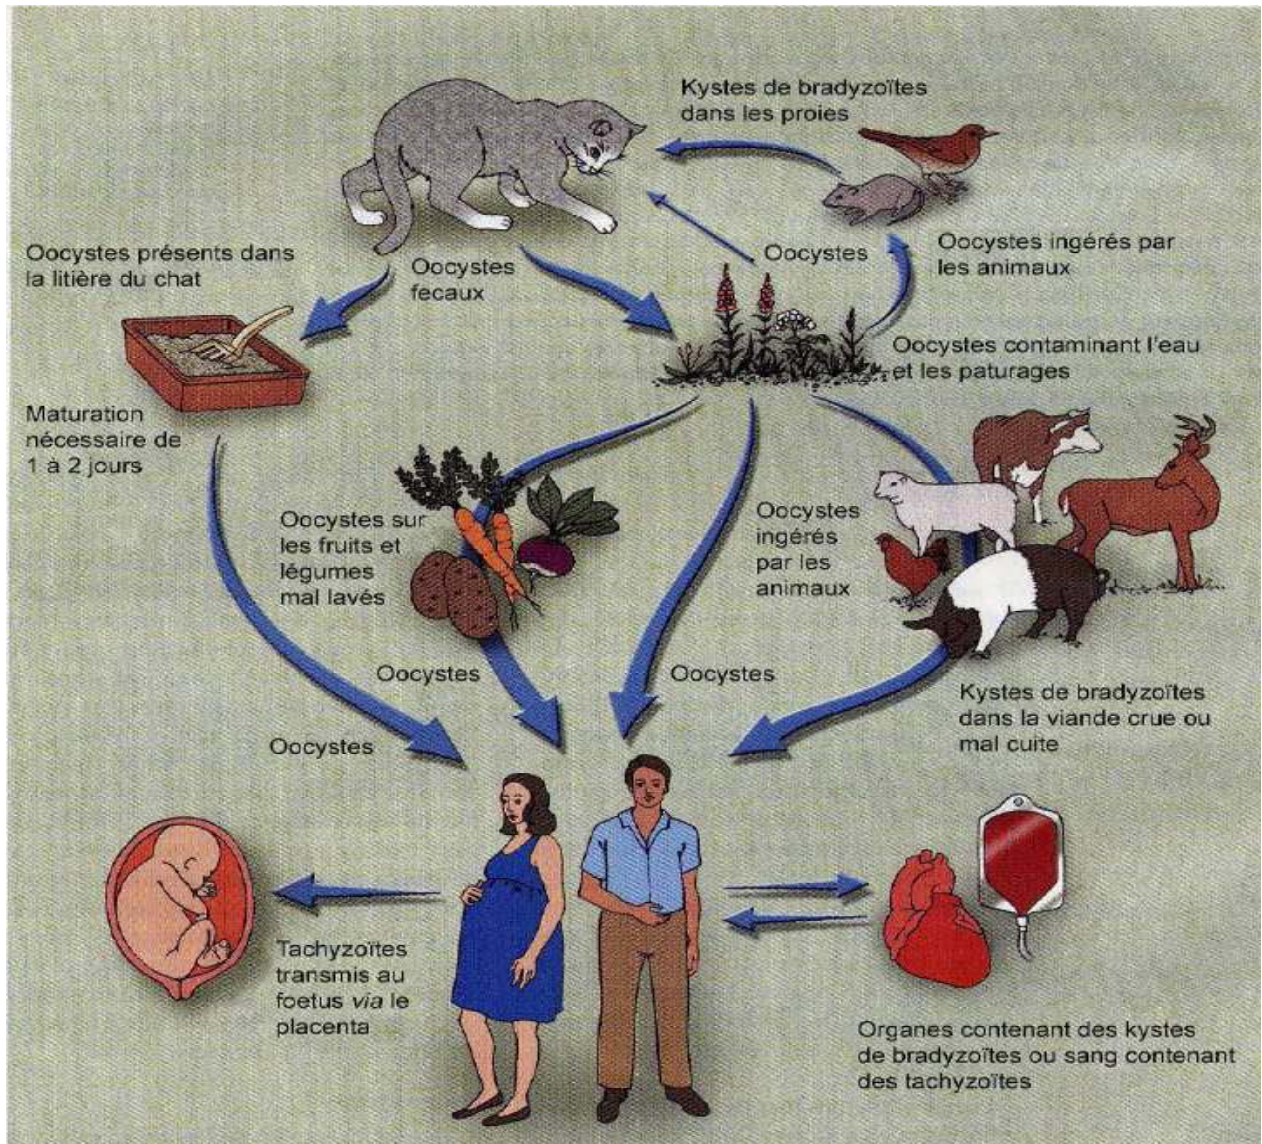 Kystes de bradyzoïtes
dans les proies
Oocystes présents dans
la litière du chat
Oocystes
fecaux
Oocystes
Oocystes ingérés par
les animaux
Oocystes contaminant l'eau
et les paturages
Maturation
nécessaire de
1 à 2 jours
Oocystes sur
les fruits et
légumes
mal lavés
Oocystes
ingérés
par les
animaux
Oocystes
Oocystes
Oocystes
Kystes de bradyzoïtes
dans la viande crue ou
mal cuite
Tachyzoïtes
transmis au
foetus via le
placenta
Organes contenant des kystes
de bradyzoïtes ou sang contenant
des tachyzoïtes